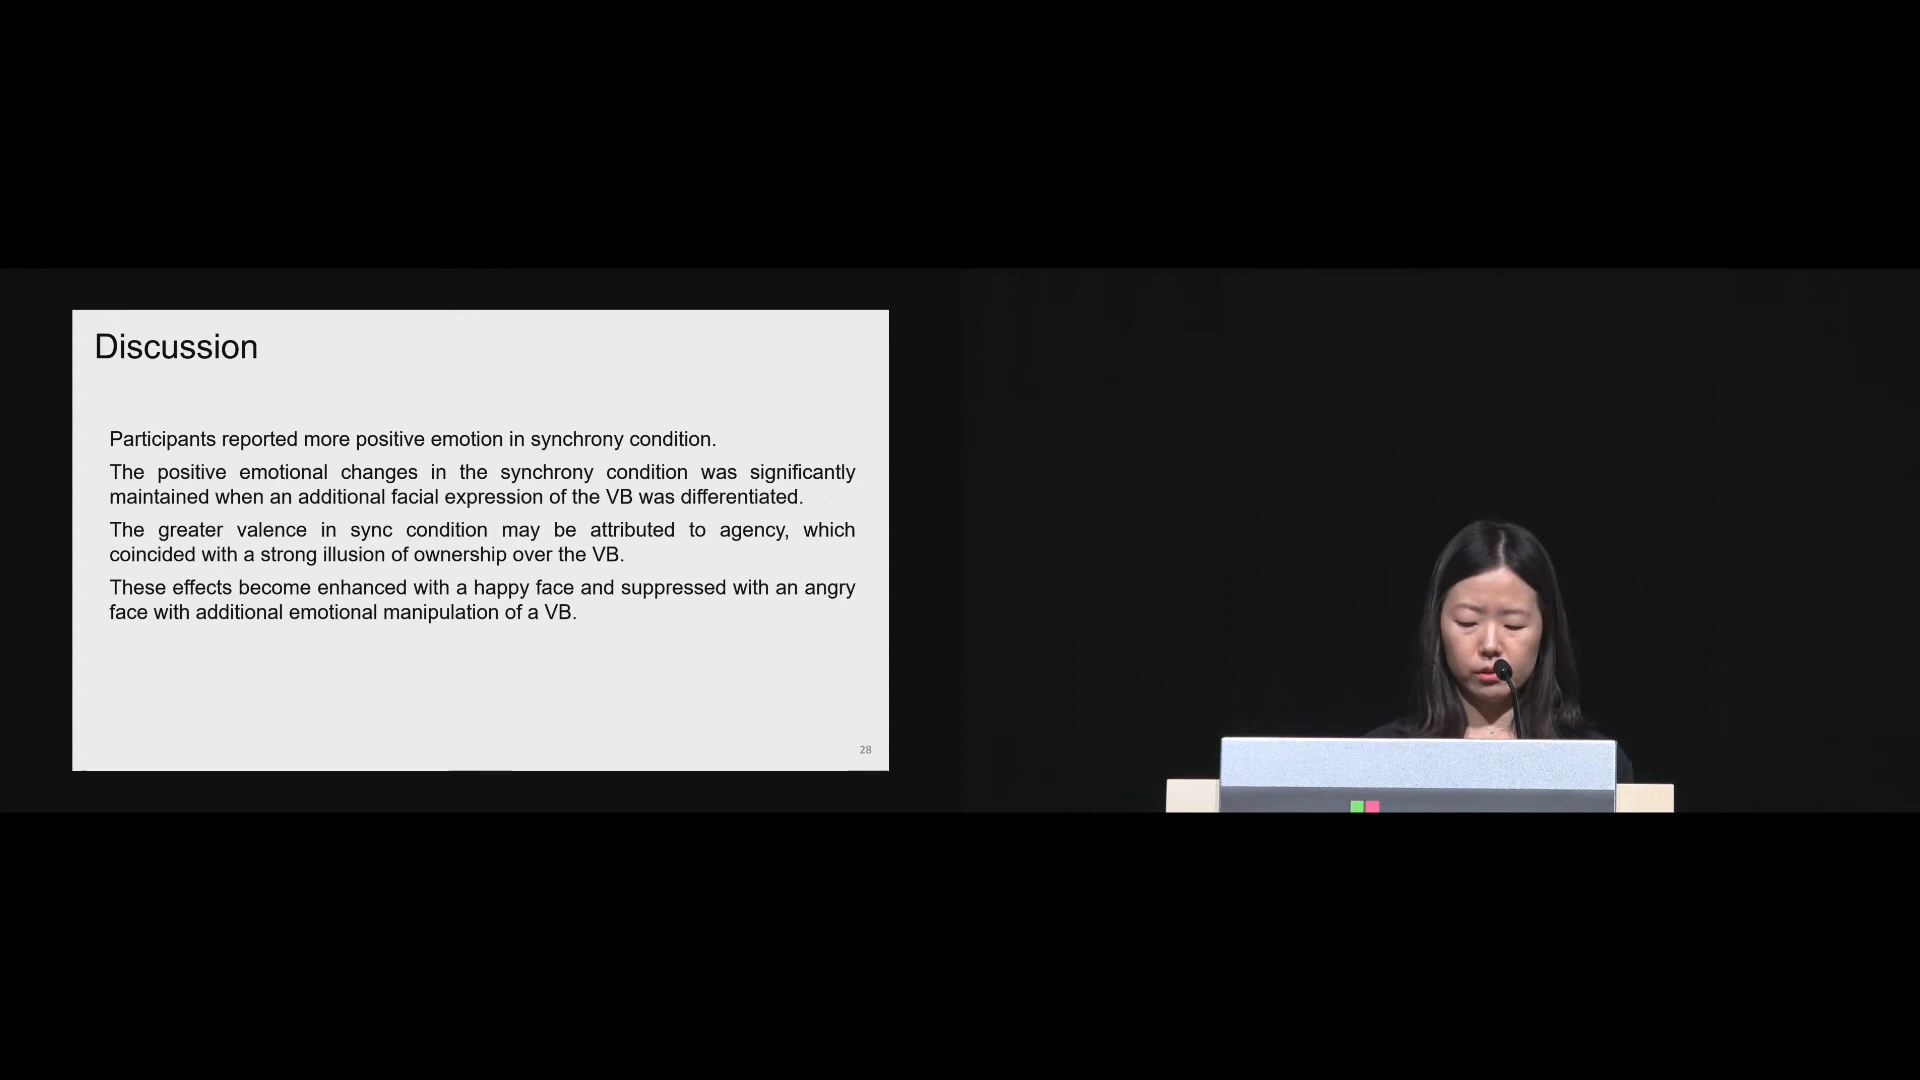 Discussion
Participants reported more positive emotion in synchrony condition.
The positive emotional changes in the synchrony condition was significantly
maintained when an additional facial expression of the VB was differentiated.
The greater valence in sync condition may be attributed to agency, which
coincided with a strong illusion of ownership over the VB.
These effects become enhanced with a happy face and suppressed with an angry
face with additional emotional manipulation of a VB.
28